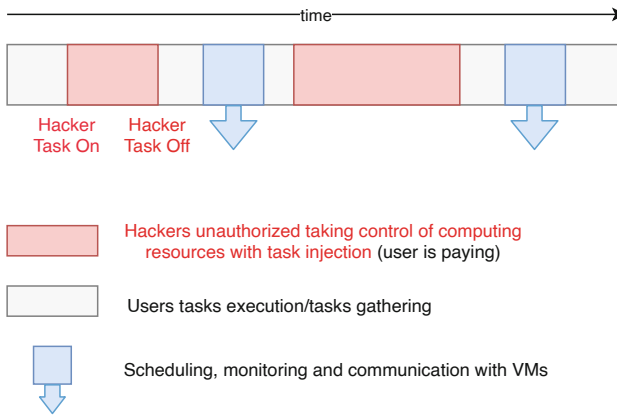 time
Hacker Hacker
Task On Task Off
Hackers unauthorized taking control of computing
resources with task injection (user is paying)
Users tasks execution/tasks gathering
Scheduling, monitoring and communication with VMs